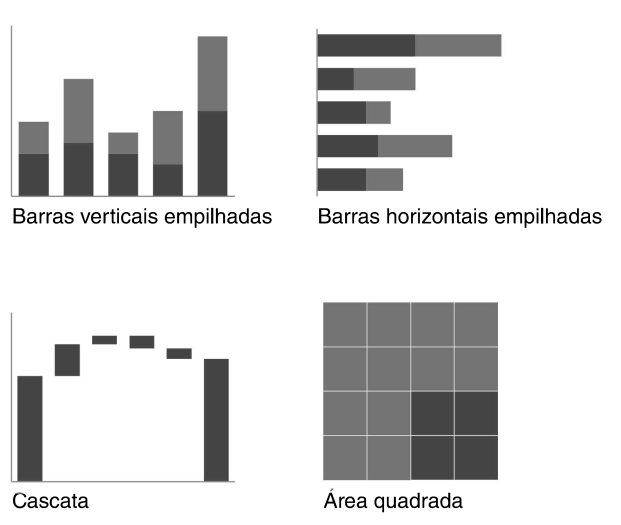 Barras verticais empilhadas
Barras horizontais empilhadas
Cascata
Área quadrada